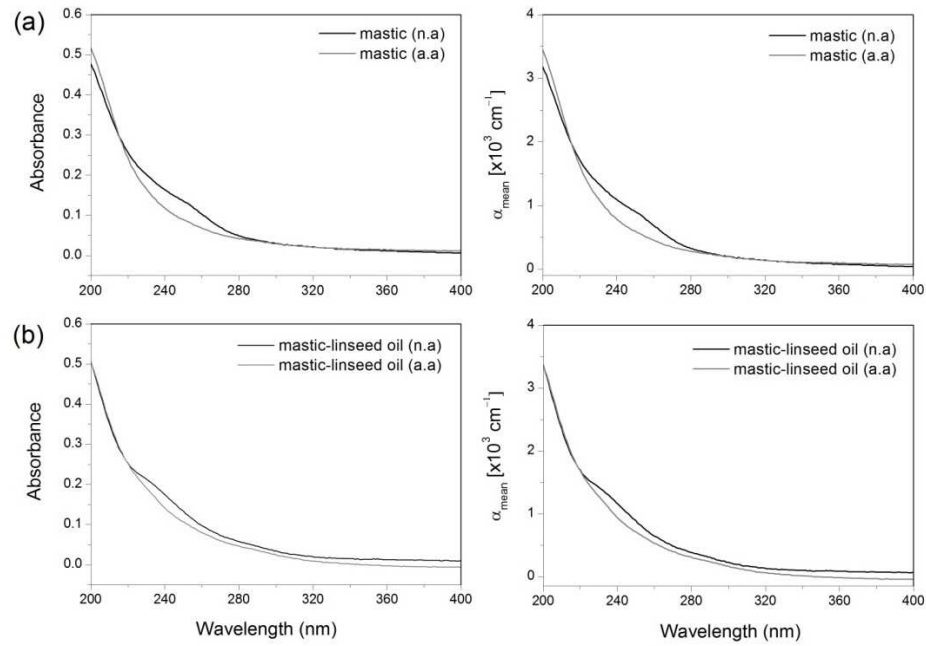 (a)
0.6
0.5
0.4
0.3
0.2
0.1
0.0
Absorbance
mastic (n.a)
mastic (a.a)
200 240 280 320 360 400
4
3
2
1
0
α_mean [x10³ cm⁻¹]
mastic (n.a)
mastic (a.a)
200 240 280 320 360 400
(b)
0.6
0.5
0.4
0.3
0.2
0.1
0.0
Absorbance
mastic-linseed oil (n.a)
mastic-linseed oil (a.a)
200 240 280 320 360 400
Wavelength (nm)
4
3
2
1
0
α_mean [x10³ cm⁻¹]
mastic-linseed oil (n.a)
mastic-linseed oil (a.a)
200 240 280 320 360 400
Wavelength (nm)